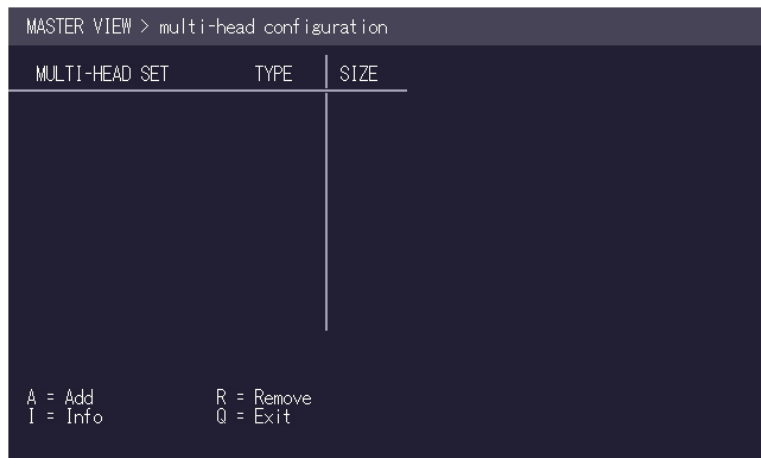 MASTER VIEW > multi-head configuration
MULTI-HEAD SET TYPE SIZE
A = Add R = Remove
I = Info Q = Exit